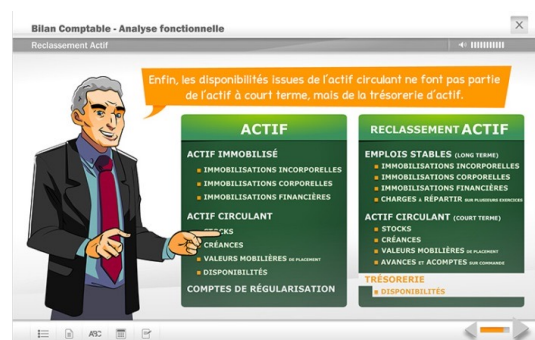 Bilan Comptable - Analyse fonctionnelle
Reclassement Actif
Enfin, les disponibilités issues de l'actif circulant ne font pas partie
de l'actif à court terme, mais de la trésorerie d'actif.
ACTIF
ACTIF IMMOBILISÉ
IMMOBILISATIONS INCORPORELLES
IMMOBILISATIONS CORPORELLES
IMMOBILISATIONS FINANCIÈRES
ACTIF CIRCULANT
STOCKS
CRÉANCES
VALEURS MOBILIÈRES DE PLACEMENT
DISPONIBILITÉS
COMPTES DE RÉGULARISATION
RECLASSEMENT ACTIF
EMPLOIS STABLES (LONG TERME)
IMMOBILISATIONS INCORPORELLES
IMMOBILISATIONS CORPORELLES
IMMOBILISATIONS FINANCIÈRES
CHARGES À RÉPARTIR SUR PLUSIEURS EXERCICES
ACTIF CIRCULANT (COURT TERME)
STOCKS
CRÉANCES
VALEURS MOBILIÈRES DE PLACEMENT
AVANCES ET ACOMPTES SUR COMMANDE
TRÉSORERIE
DISPONIBILITÉS
ABC